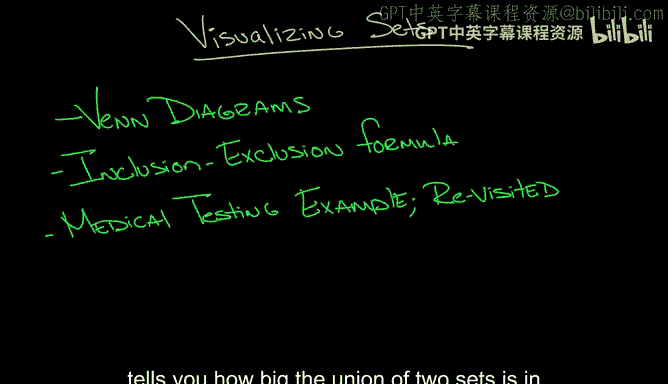 GPT中英字幕课程资源@bilibili.com
Visualizing Sets
GPT中英字幕课程资源 bilibili
- Venn Diagrams
- Inclusion-Exclusion formula
- Medical Testing Example; Re-visited
tells you how big the union of two sets is in